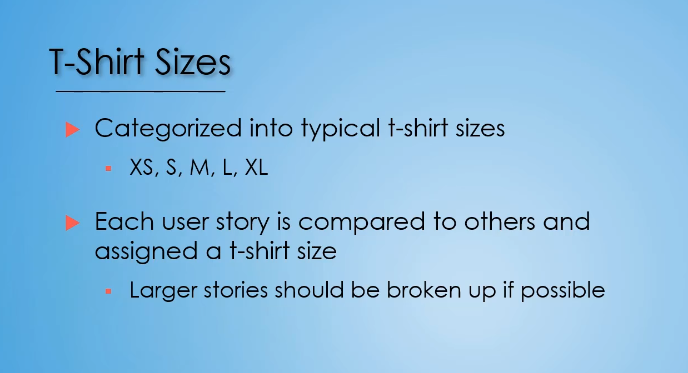 T-Shirt Sizes
Categorized into typical t-shirt sizes
XS, S, M, L, XL
Each user story is compared to others and
assigned a t-shirt size
Larger stories should be broken up if possible